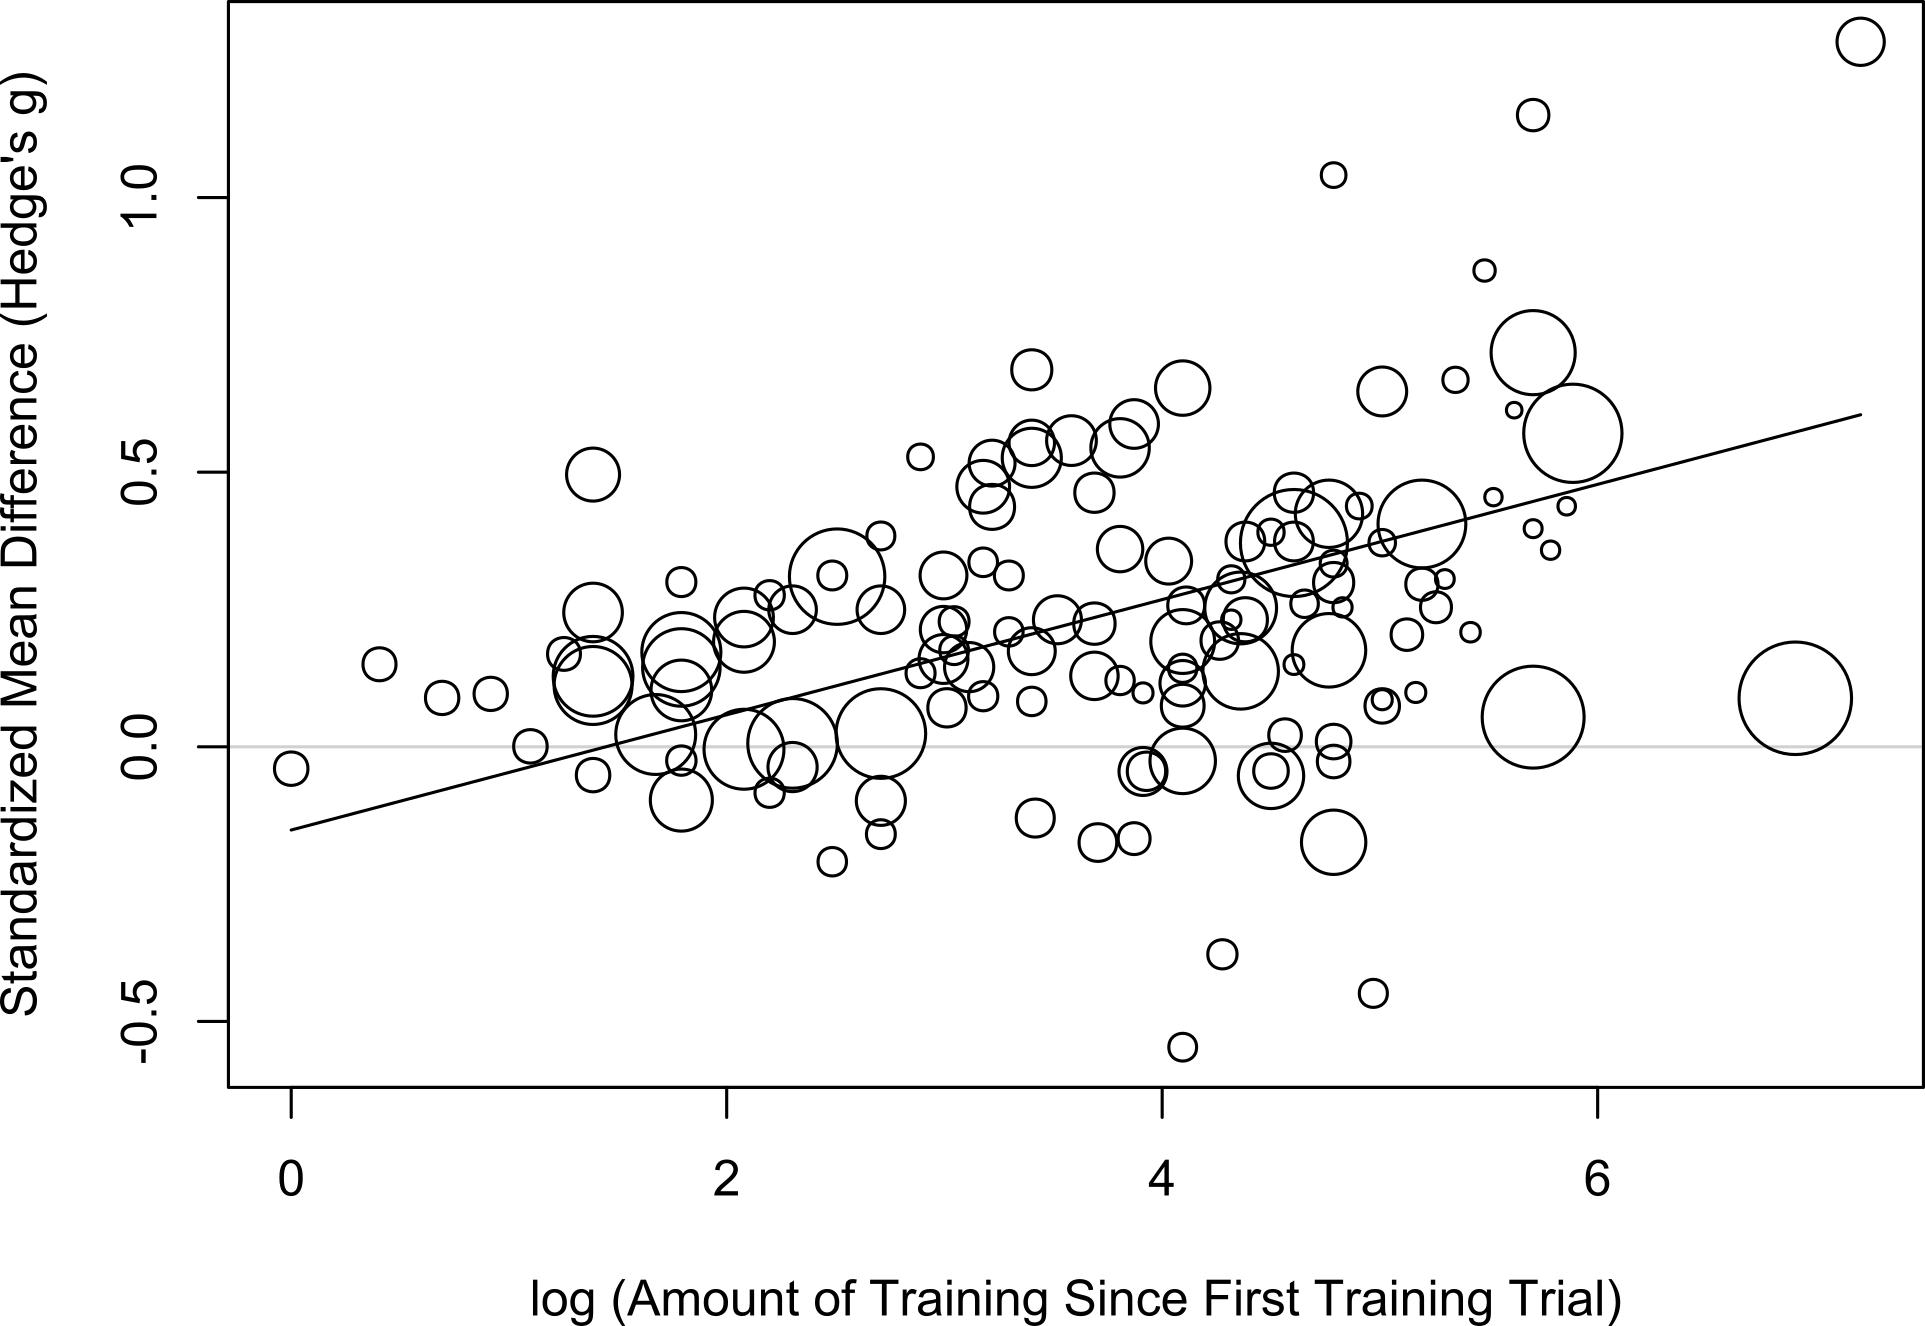 Standardized Mean Difference (Hedge's g)
1.0
0.5
0.0
-0.5
0 2 4 6
log (Amount of Training Since First Training Trial)